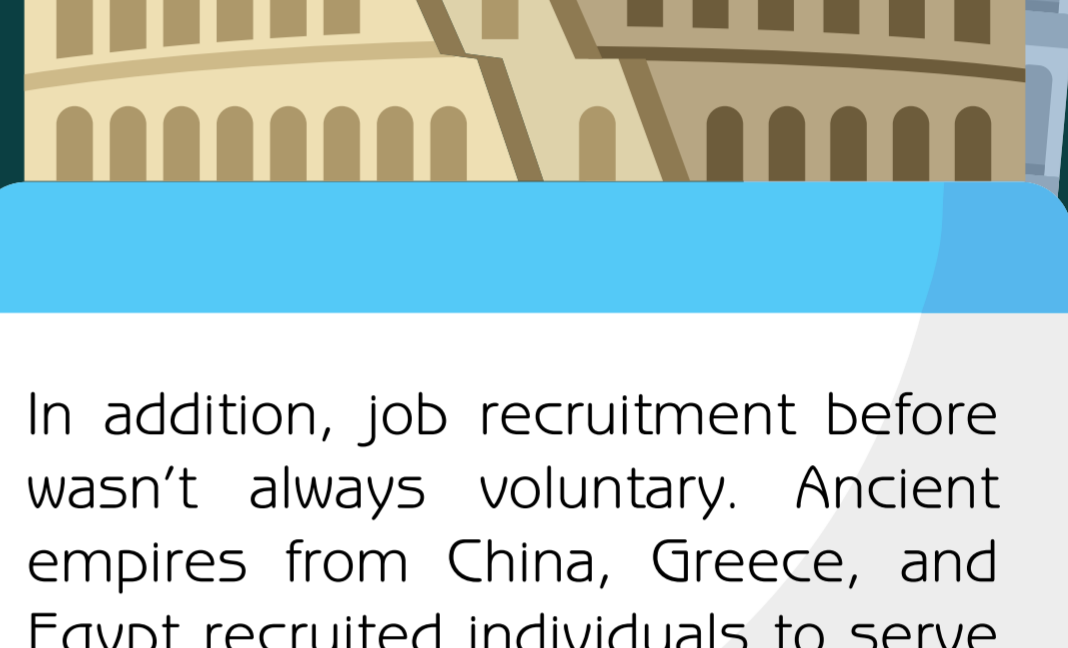 In addition, job recruitment before
wasn't always voluntary. Ancient
empires from China, Greece, and
Egypt recruited individuals to serve